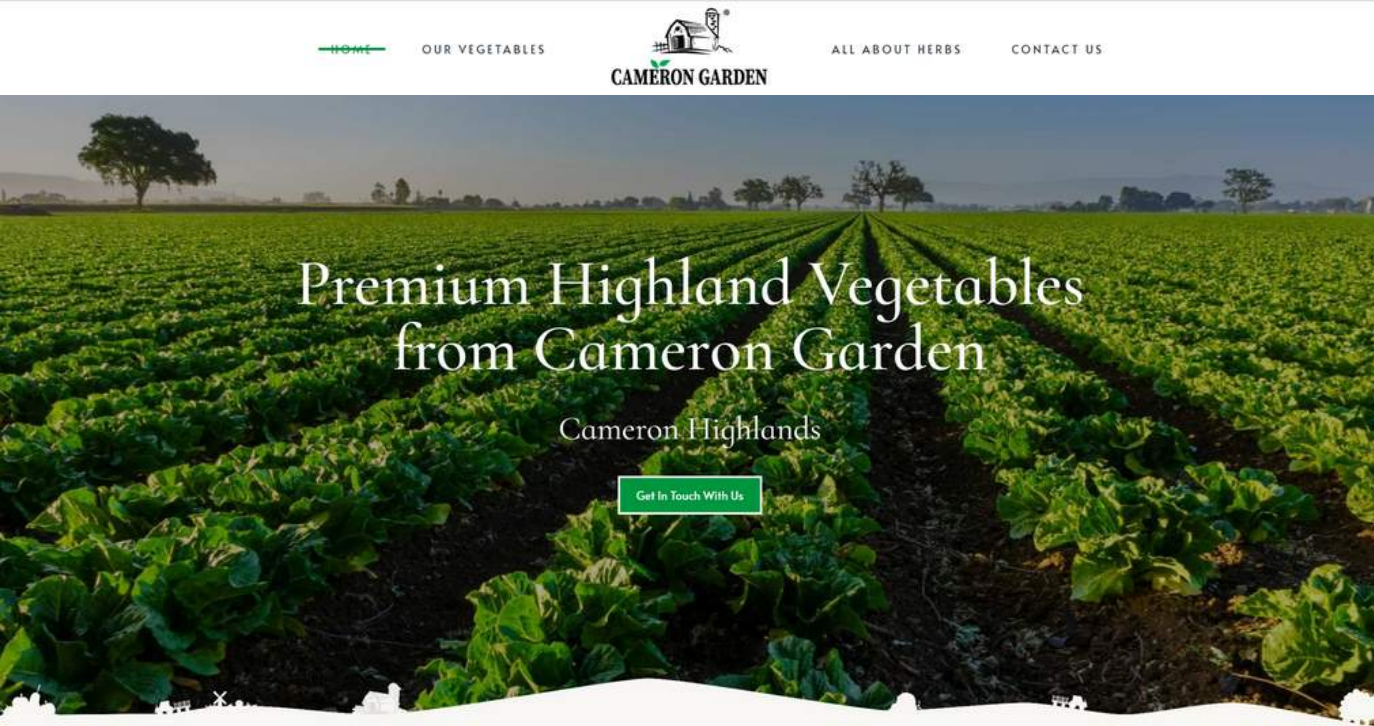 HOME
OUR VEGETABLES
®
CAMERON GARDEN
ALL ABOUT HERBS
CONTACT US
Premium Highland Vegetables
from Cameron Garden
Cameron Highlands
Get In Touch With Us